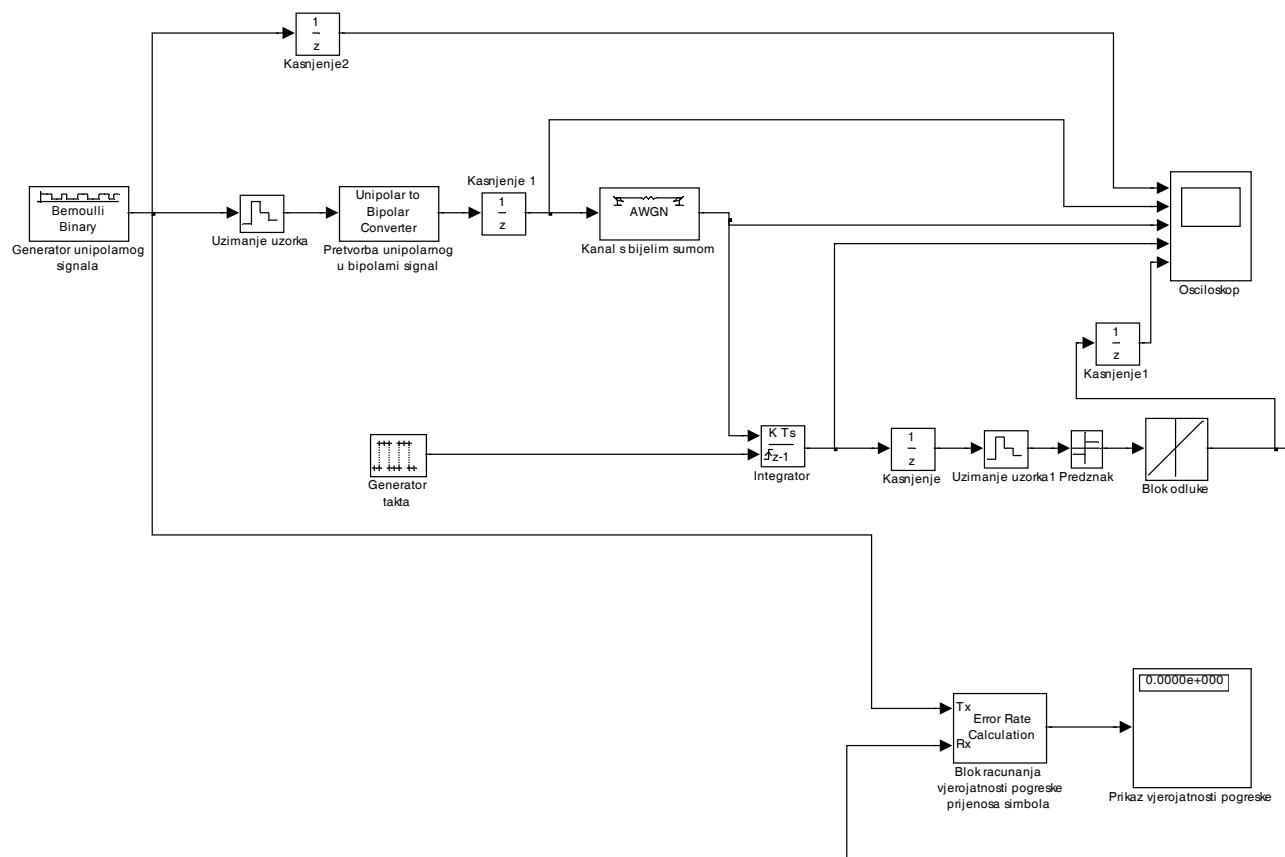 1
z
Kasnjenje2
Bernoulli
Binary
Generator unipolarnog
signala
Uzimanje uzorka
Unipolar to
Bipolar
Converter
Pretvorba unipolarnog
u bipolarni signal
Kasnjenje 1
1
z
AWGN
Kanal s bijelim sumom
Osciloskop
1
z
Kasnjenje1
Generator
takta
K Ts
z-1
Integrator
1
z
Kasnjenje
Uzimanje uzorka1
Predznak
Blok odluke
Tx
Rx
Error Rate
Calculation
Blok racunanja
vjerojatnosti pogreske
prijenosa simbola
0.0000e+000
Prikaz vjerojatnosti pogreske